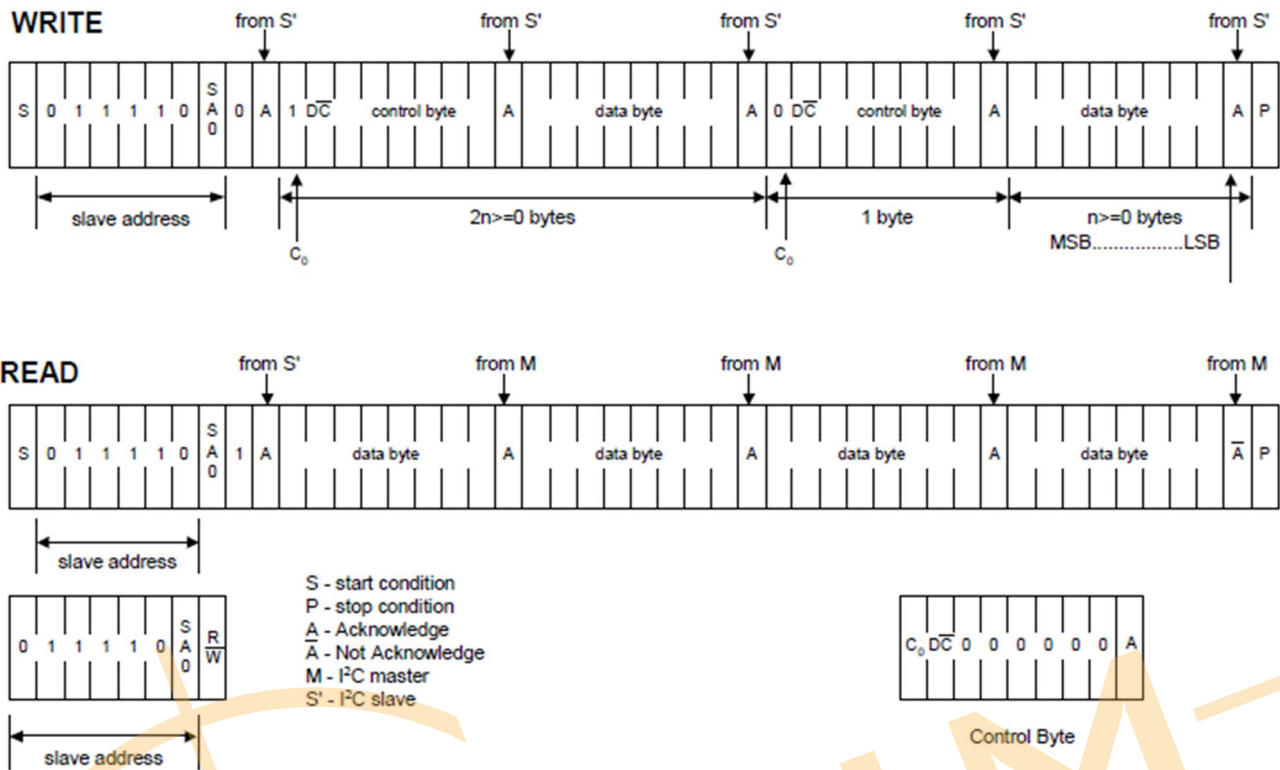 WRITE
from S' from S' from S' from S' from S'
S 0 1 1 1 1 0 SA0 0 A 1 DC̅ control byte A data byte A 0 DC̅ control byte A data byte A P
slave address 2n>=0 bytes 1 byte n>=0 bytes
MSB.................LSB
C₀ C₀
READ
from S' from M from M from M from M
S 0 1 1 1 1 0 SA0 1 A data byte A data byte A data byte A data byte A̅ P
slave address
S - start condition
P - stop condition
A - Acknowledge
A̅ - Not Acknowledge
M - I²C master
S' - I²C slave
0 1 1 1 1 0 SA0 R/W
slave address
C₀ DC̅ 0 0 0 0 0 0 A
Control Byte